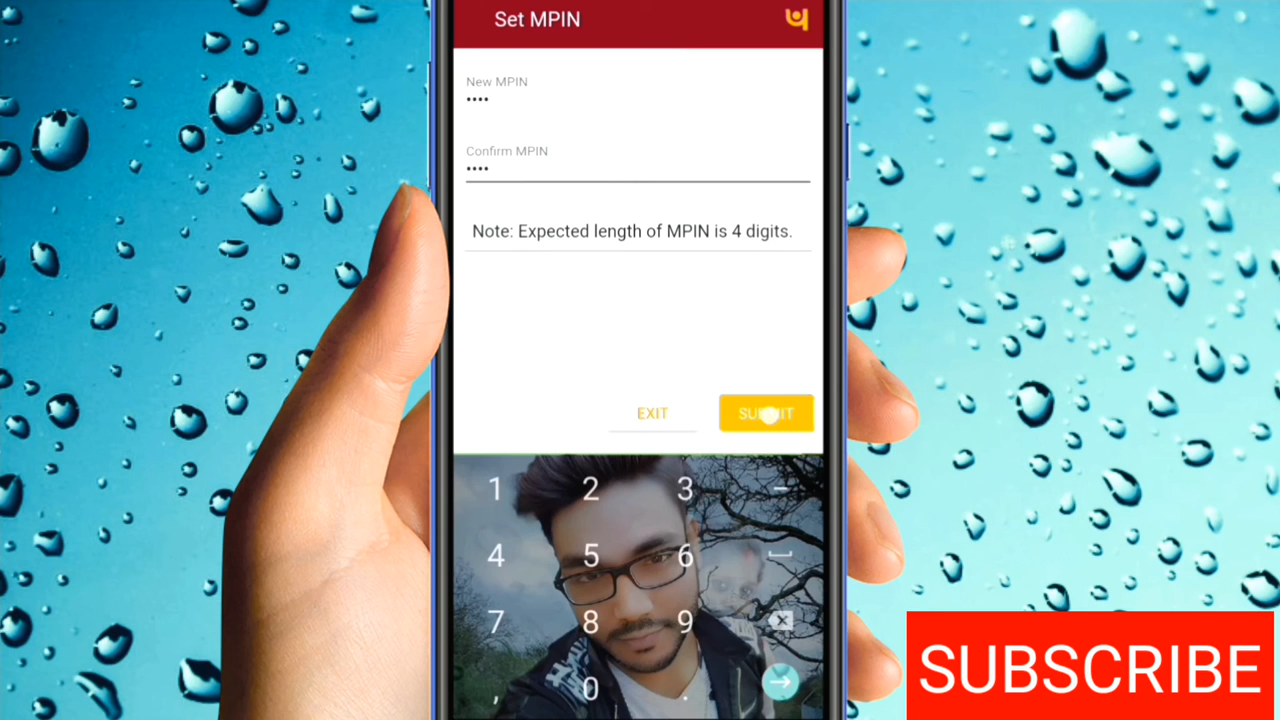 Set MPIN
New MPIN
••••
Confirm MPIN
••••
Note: Expected length of MPIN is 4 digits.
EXIT SUBMIT
1 2 3 -
4 5 6
7 8 9
, 0 .
SUBSCRIBE